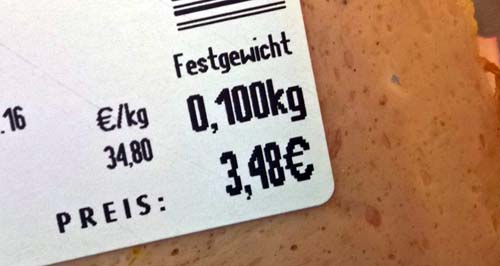 Festgewicht
.16 €/kg 0,100kg
34,80 3,48€
PREIS: